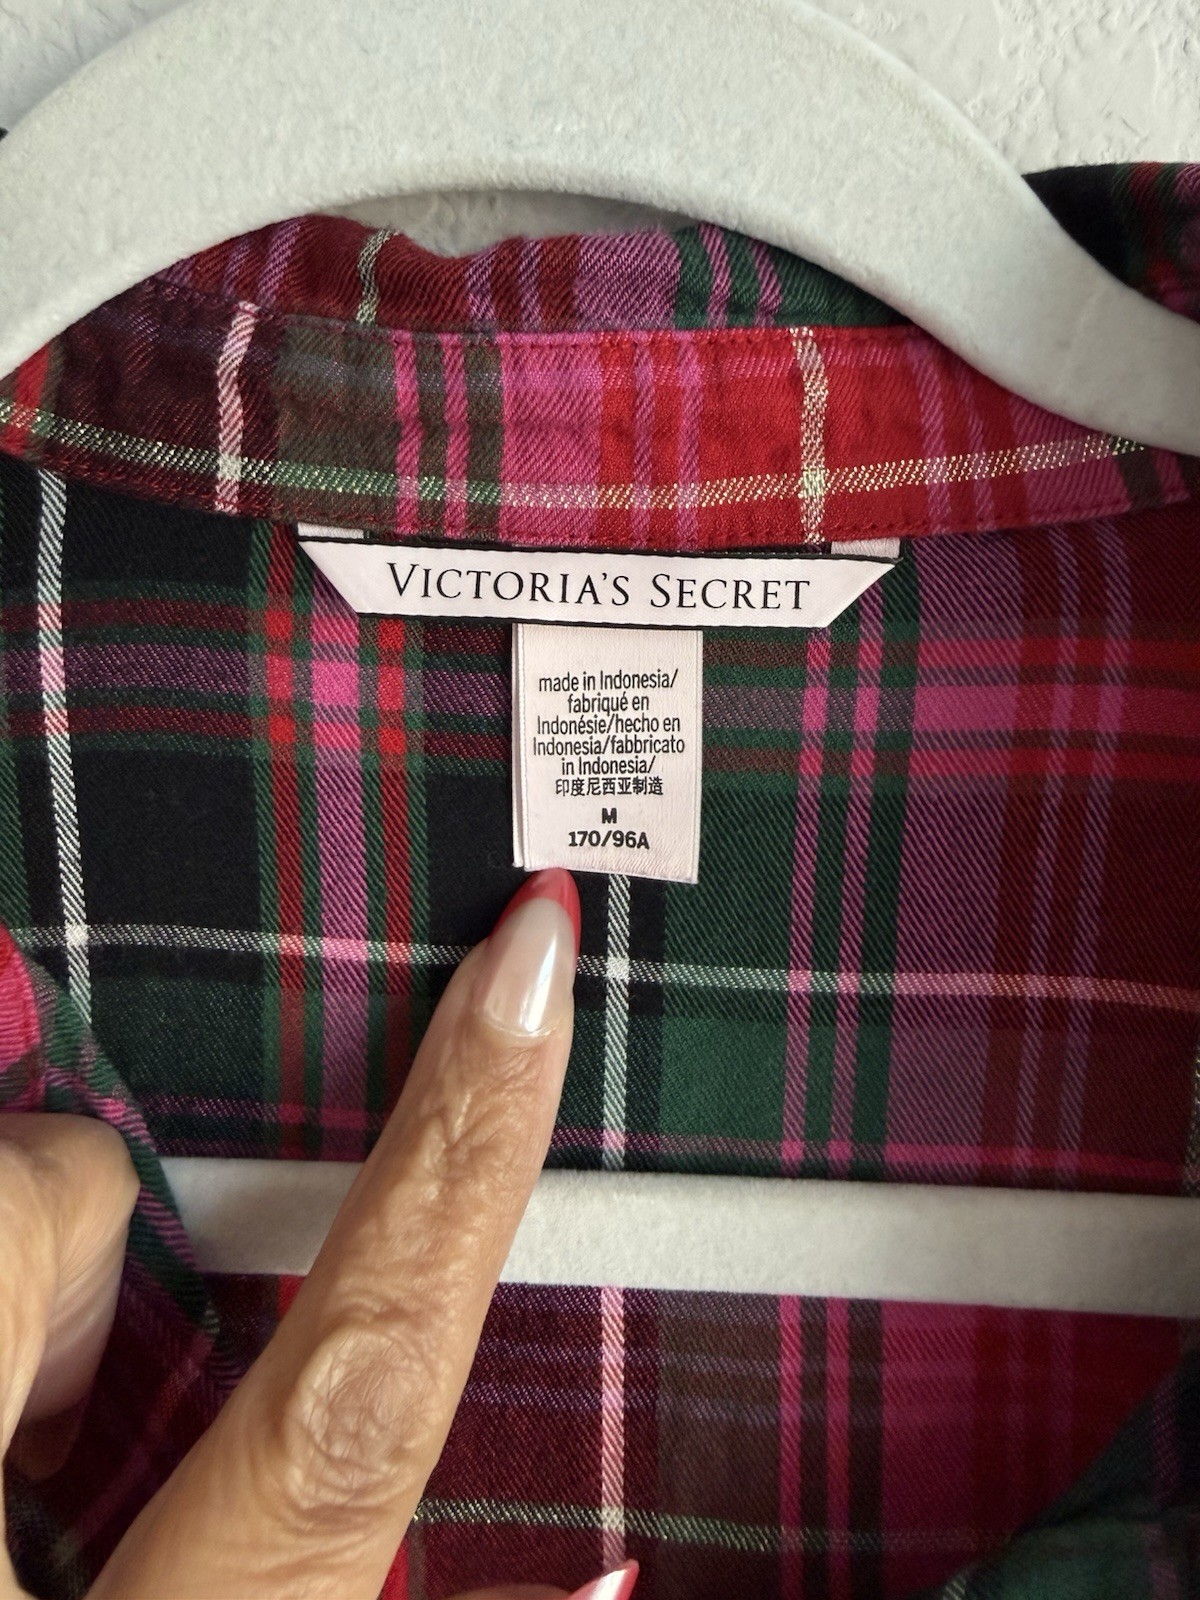 VICTORIA'S SECRET
made in Indonesia/
fabriqué en
Indonésie/hecho en
Indonesia/fabbricato
in Indonesia/
印度尼西亚制造
M
170/96A